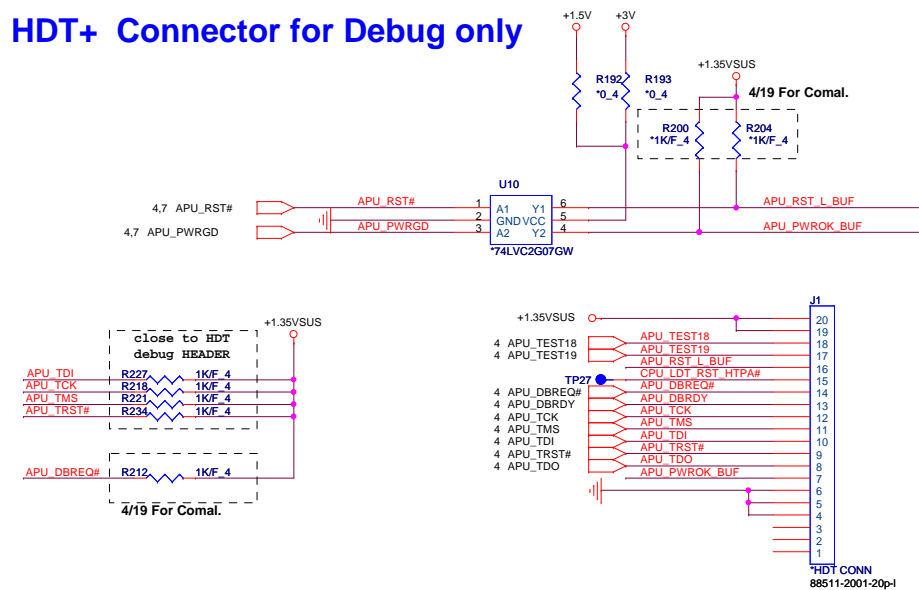 HDT+ Connector for Debug only
+1.5V
+3V
R192
*0_4
R193
*0_4
+1.35VSUS
4/19 For Comal.
R200
*1K/F_4
R204
*1K/F_4
U10
4,7 APU_RST#
APU_RST#
1
A1
Y1
6
APU_RST_L_BUF
2
GND
VCC
5
4,7 APU_PWRGD
APU_PWRGD
3
A2
Y2
4
APU_PWROK_BUF
*74LVC2G07GW
+1.35VSUS
close to HDT
debug HEADER
APU_TDI
R227
1K/F_4
APU_TCK
R218
1K/F_4
APU_TMS
R221
1K/F_4
APU_TRST#
R234
1K/F_4
APU_DBREQ#
R212
1K/F_4
4/19 For Comal.
J1
+1.35VSUS
20
19
4 APU_TEST18
APU_TEST18
18
4 APU_TEST19
APU_TEST19
17
APU_RST_L_BUF
16
TP27
CPU_LDT_RST_HTPA#
15
4 APU_DBREQ#
APU_DBREQ#
14
4 APU_DBRDY
APU_DBRDY
13
4 APU_TCK
APU_TCK
12
4 APU_TMS
APU_TMS
11
4 APU_TDI
APU_TDI
10
4 APU_TRST#
APU_TRST#
9
4 APU_TDO
APU_TDO
8
APU_PWROK_BUF
7
6
5
4
3
2
1
*HDT CONN
88511-2001-20p-l